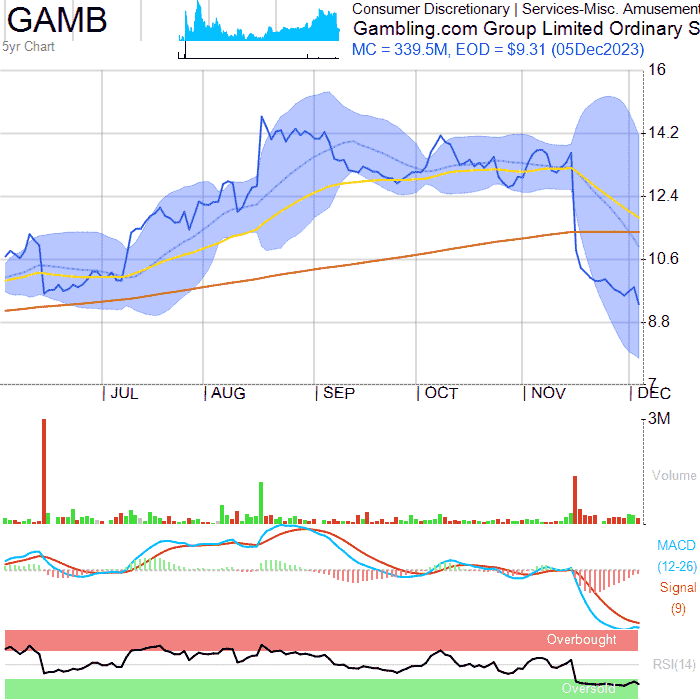 GAMB
5yr Chart
Consumer Discretionary | Services-Misc. Amusement
Gambling.com Group Limited Ordinary S
MC = 339.5M, EOD = $9.31 (05Dec2023)
16
14.2
12.4
10.6
8.8
7
JUL AUG SEP OCT NOV DEC
3M
Volume
MACD
(12-26)
Signal
(9)
Overbought
RSI(14)
Oversold